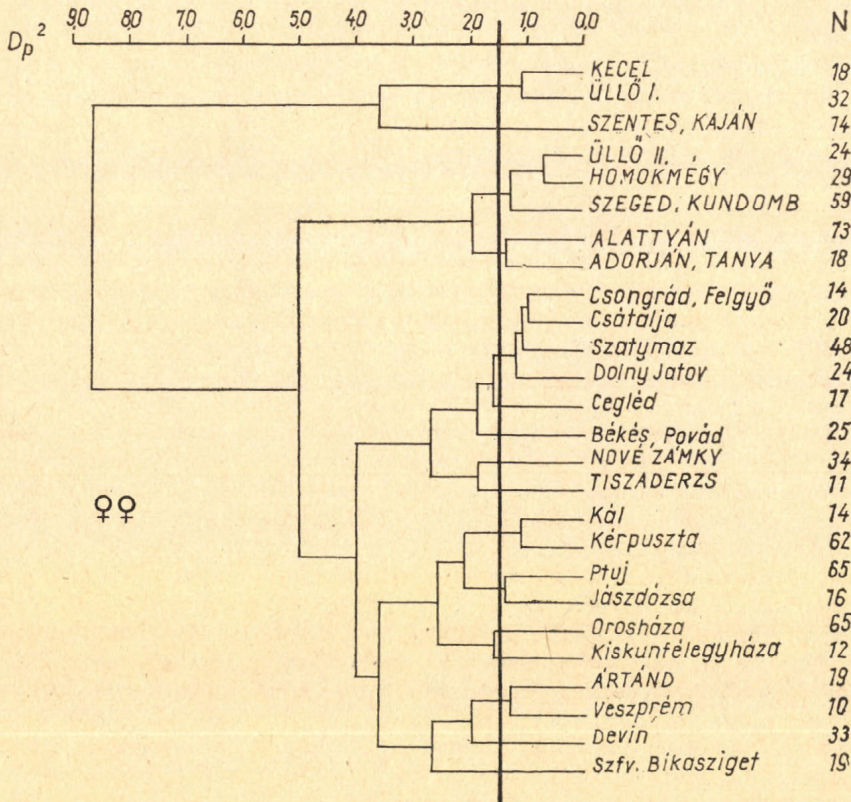 9,0 8,0 7,0 6,0 5,0 4,0 3,0 2,0 1,0 0,0 N
Dp²
KECEL 18
ÜLLŐ I. 32
SZENTES, KAJÁN 14
ÜLLŐ II. 24
HOMOKMÉGY 29
SZEGED, KUNDOMB 59
ALATTYÁN 73
ADORJÁN, TANYA 18
Csongrád, Felgyő 14
Csátalja 20
Szatymaz 48
Dolny Jatov 24
Cegléd 17
Békés, Povád 25
NOVÉ ZÁMKY 34
TISZADERZS 11
♀♀
Kál 14
Kérpuszta 62
Ptuj 65
Jászdózsa 16
Orosháza 65
Kiskunfélegyháza 12
ÁRTÁND 19
Veszprém 10
Devín 33
Szfv. Bikasziget 19